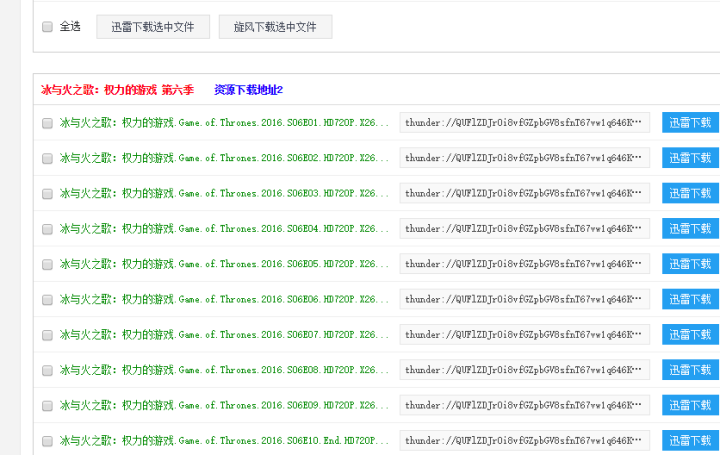 全选 迅雷下载选中文件 旋风下载选中文件
冰与火之歌：权力的游戏 第六季 资源下载地址2
冰与火之歌：权力的游戏.Game.of.Thrones.2016.S06E01.HD720P.X26... thunder://QUFlZDJrOi8vfGZpbGV8sfnT67vw1q646K··· 迅雷下载
冰与火之歌：权力的游戏.Game.of.Thrones.2016.S06E02.HD720P.X26... thunder://QUFlZDJrOi8vfGZpbGV8sfnT67vw1q646K··· 迅雷下载
冰与火之歌：权力的游戏.Game.of.Thrones.2016.S06E03.HD720P.X26... thunder://QUFlZDJrOi8vfGZpbGV8sfnT67vw1q646K··· 迅雷下载
冰与火之歌：权力的游戏.Game.of.Thrones.2016.S06E04.HD720P.X26... thunder://QUFlZDJrOi8vfGZpbGV8sfnT67vw1q646K··· 迅雷下载
冰与火之歌：权力的游戏.Game.of.Thrones.2016.S06E05.HD720P.X26... thunder://QUFlZDJrOi8vfGZpbGV8sfnT67vw1q646K··· 迅雷下载
冰与火之歌：权力的游戏.Game.of.Thrones.2016.S06E06.HD720P.X26... thunder://QUFlZDJrOi8vfGZpbGV8sfnT67vw1q646K··· 迅雷下载
冰与火之歌：权力的游戏.Game.of.Thrones.2016.S06E07.HD720P.X26... thunder://QUFlZDJrOi8vfGZpbGV8sfnT67vw1q646K··· 迅雷下载
冰与火之歌：权力的游戏.Game.of.Thrones.2016.S06E08.HD720P.X26... thunder://QUFlZDJrOi8vfGZpbGV8sfnT67vw1q646K··· 迅雷下载
冰与火之歌：权力的游戏.Game.of.Thrones.2016.S06E09.HD720P.X26... thunder://QUFlZDJrOi8vfGZpbGV8sfnT67vw1q646K··· 迅雷下载
冰与火之歌：权力的游戏.Game.of.Thrones.2016.S06E10.End.HD720P... thunder://QUFlZDJrOi8vfGZpbGV8sfnT67vw1q646K··· 迅雷下载